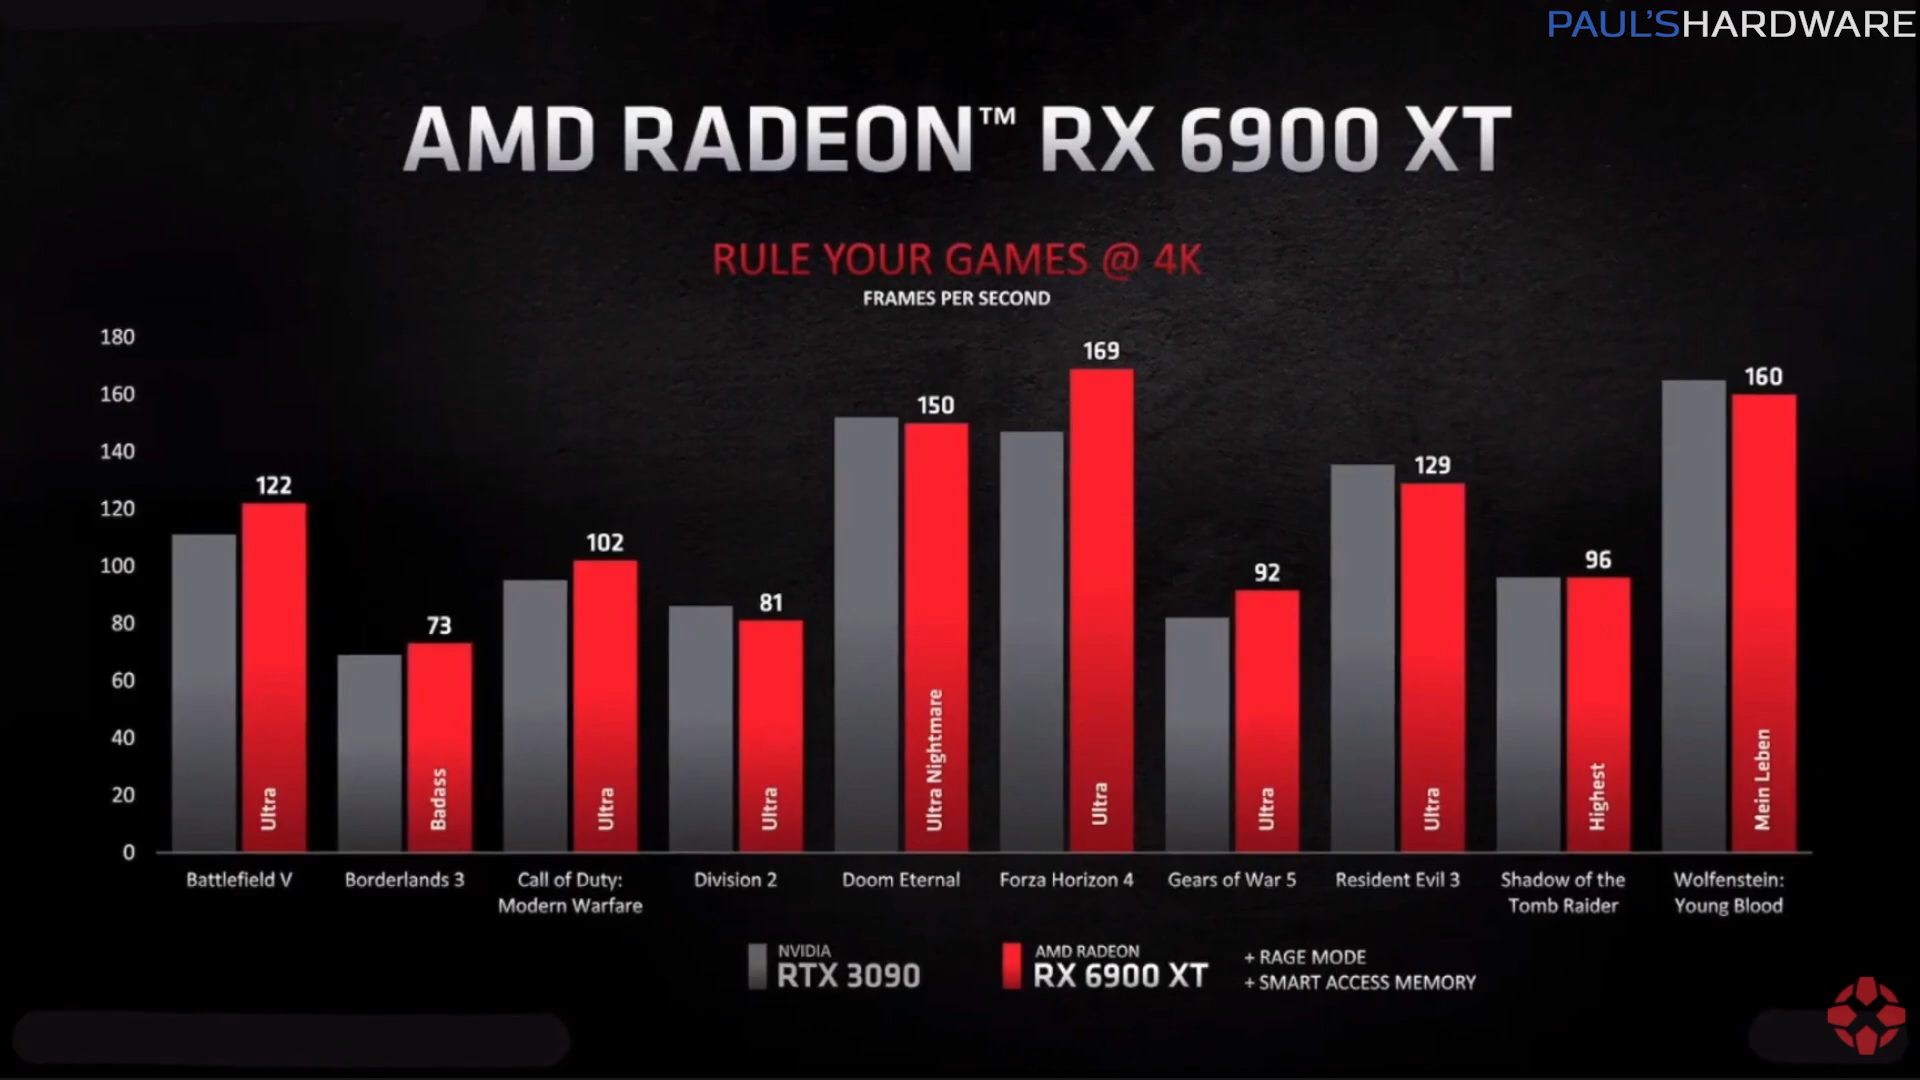 PAUL'SHARDWARE
AMD RADEON™ RX 6900 XT
RULE YOUR GAMES @ 4K
FRAMES PER SECOND
180
160
140
120
100
80
60
40
20
0
122
73
102
81
150
169
92
129
96
160
Ultra
Badass
Ultra
Ultra
Ultra Nightmare
Ultra
Ultra
Ultra
Highest
Mein Leben
Battlefield V
Borderlands 3
Call of Duty:
Modern Warfare
Division 2
Doom Eternal
Forza Horizon 4
Gears of War 5
Resident Evil 3
Shadow of the
Tomb Raider
Wolfenstein:
Young Blood
NVIDIA
RTX 3090
AMD RADEON
RX 6900 XT
+ RAGE MODE
+ SMART ACCESS MEMORY